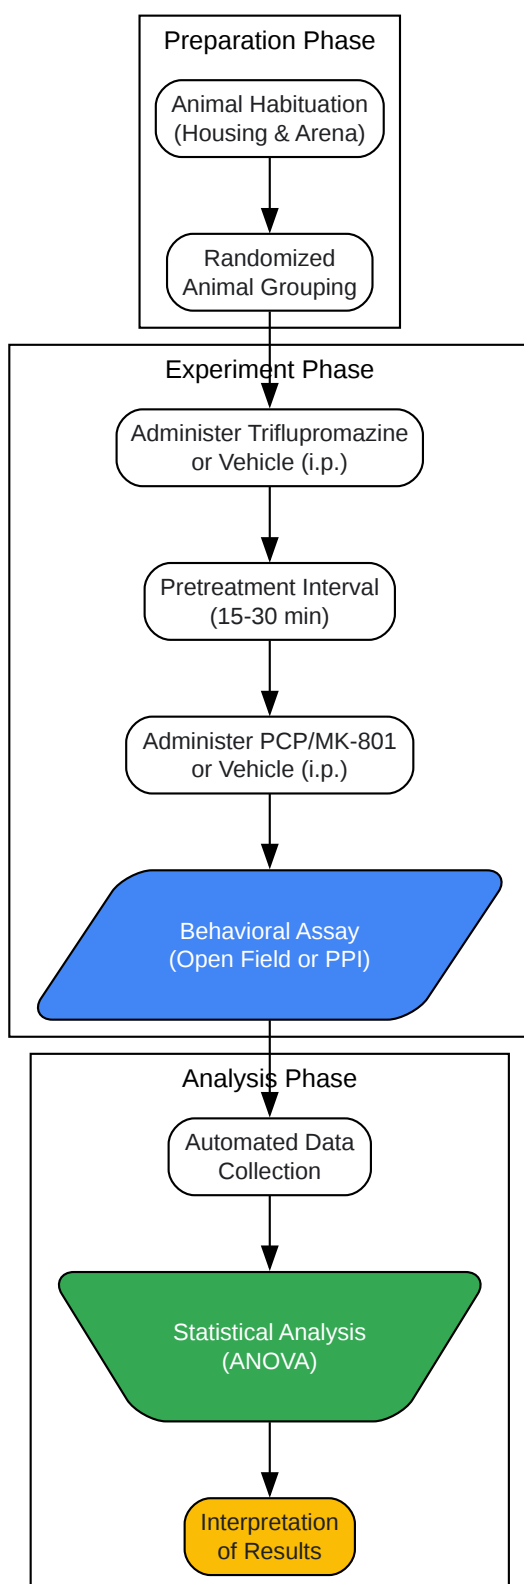 Preparation Phase
Animal Habituation
(Housing & Arena)
Randomized
Animal Grouping
Experiment Phase
Administer Triflupromazine
or Vehicle (i.p.)
Pretreatment Interval
(15-30 min)
Administer PCP/MK-801
or Vehicle (i.p.)
Behavioral Assay
(Open Field or PPI)
Analysis Phase
Automated Data
Collection
Statistical Analysis
(ANOVA)
Interpretation
of Results